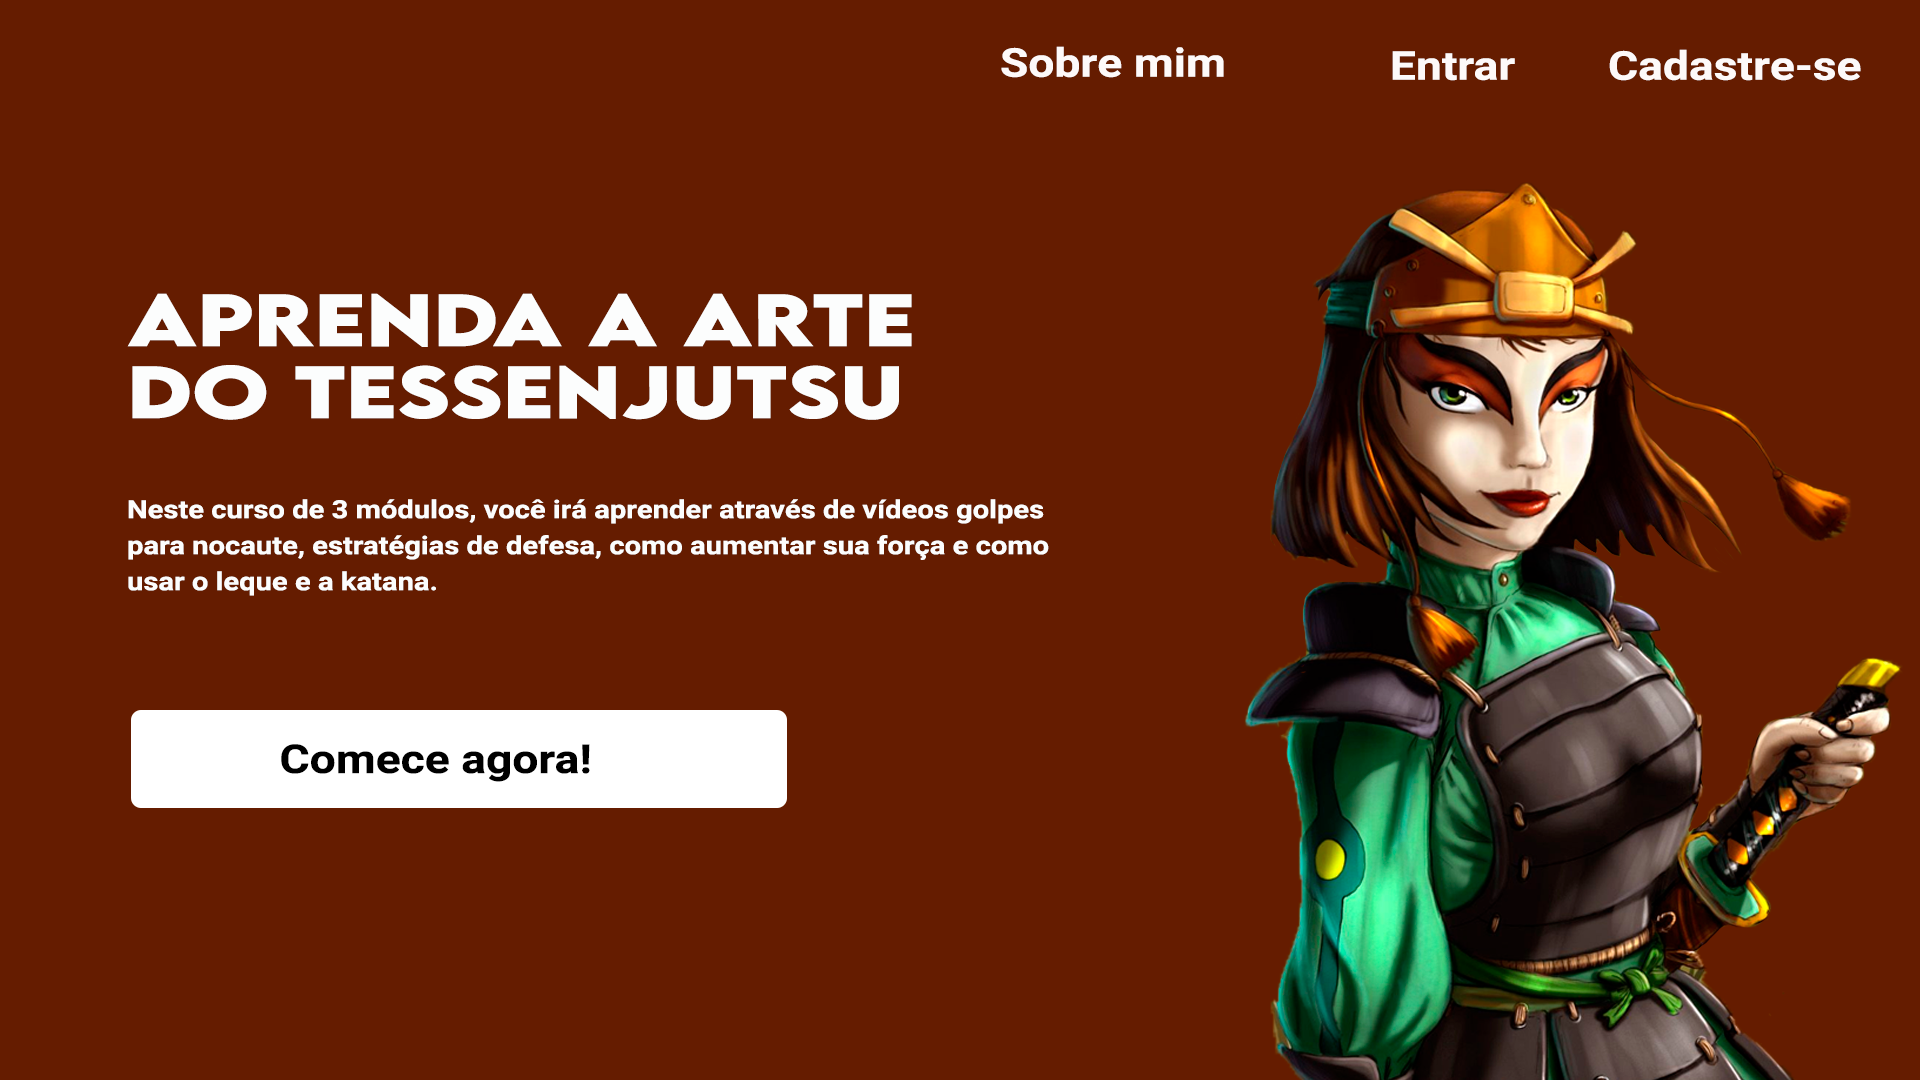 Sobre mim Entrar Cadastre-se
APRENDA A ARTE
DO TESSENJUTSU
Neste curso de 3 módulos, você irá aprender através de vídeos golpes
para nocaute, estratégias de defesa, como aumentar sua força e como
usar o leque e a katana.
Comece agora!